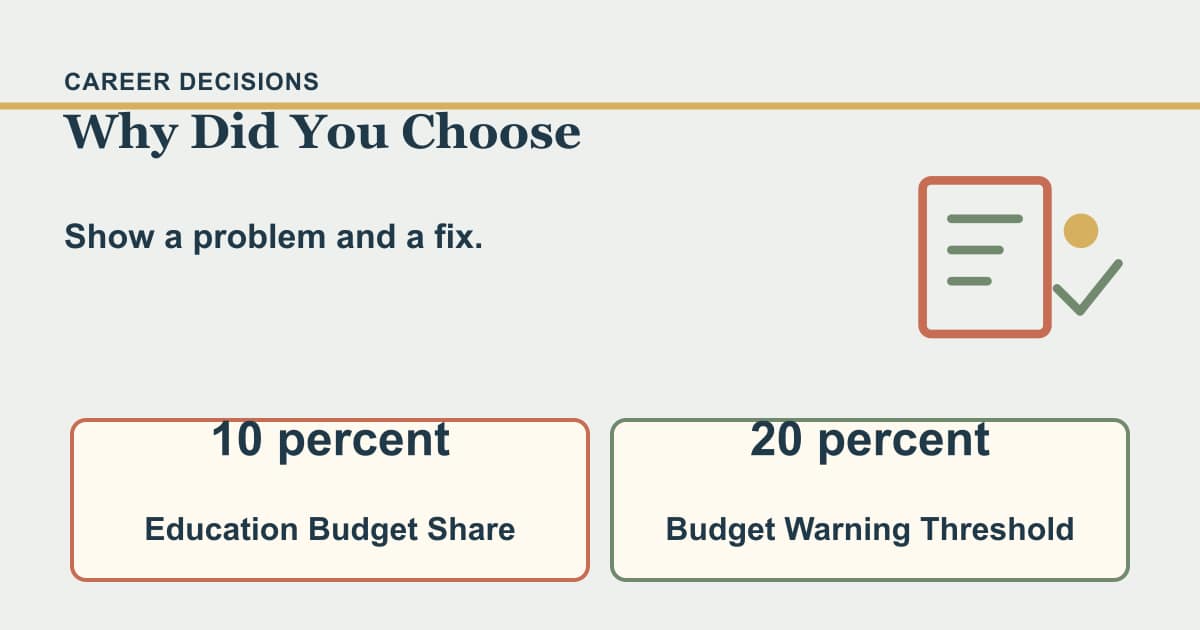 CAREER DECISIONS
Why Did You Choose
Show a problem and a fix.
10 percent
Education Budget Share
20 percent
Budget Warning Threshold